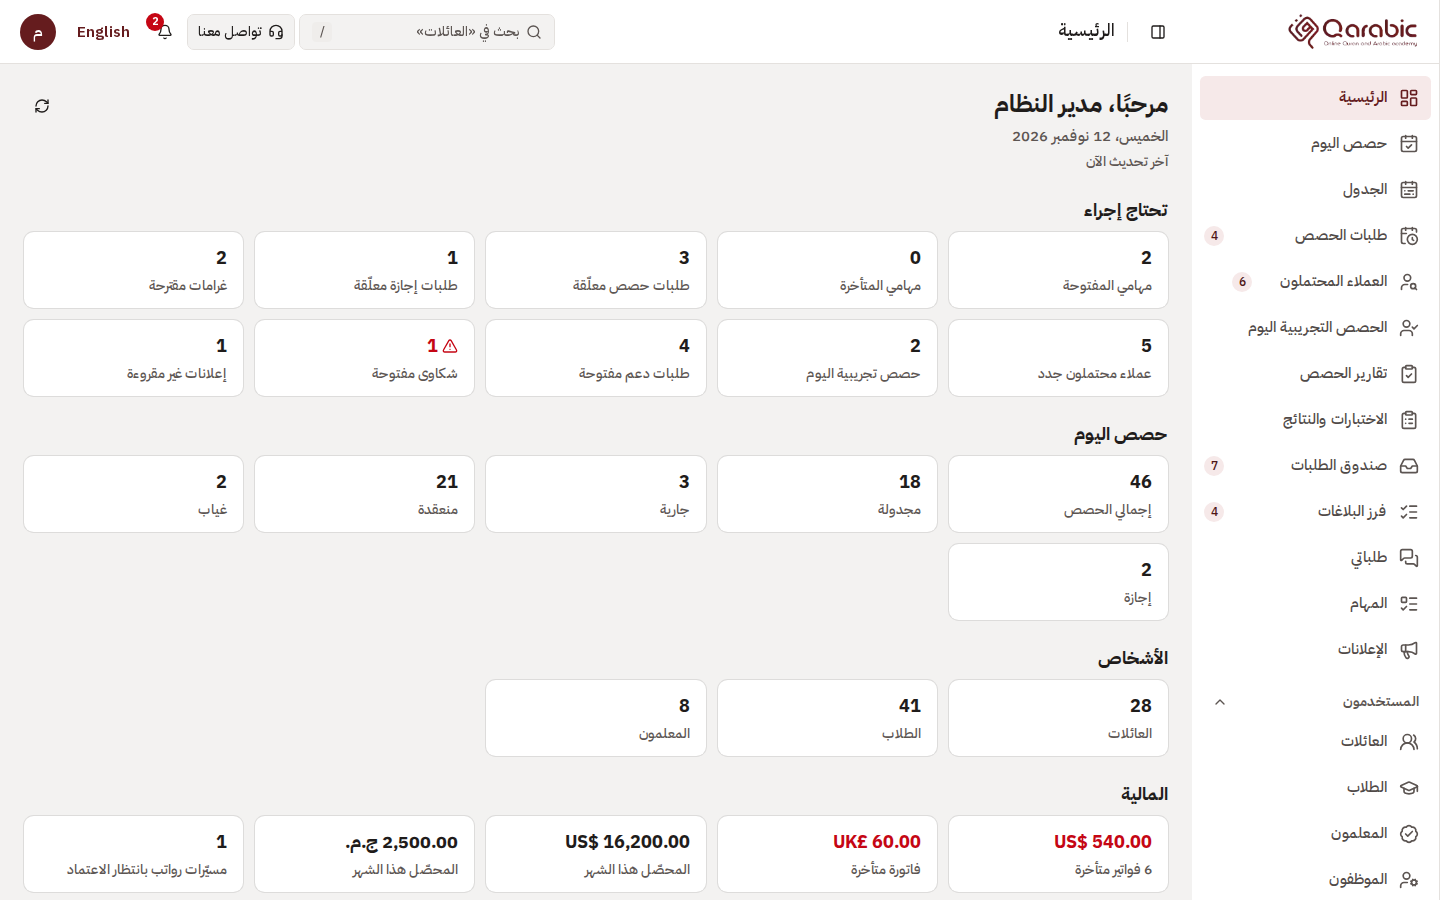 Qarabic
Online Quran and Arabic academy
الرئيسية
بحث في «العائلات»
/
تواصل معنا
2
English
م
الرئيسية
حصص اليوم
الجدول
طلبات الحصص
4
العملاء المحتملون
6
الحصص التجريبية اليوم
تقارير الحصص
الاختبارات والنتائج
صندوق الطلبات
7
فرز البلاغات
4
طلباتي
المهام
الإعلانات
المستخدمون
العائلات
الطلاب
المعلمون
الموظفون
مرحبًا، مدير النظام
الخميس، 12 نوفمبر 2026
آخر تحديث الآن
تحتاج إجراء
2
مهامي المفتوحة
0
مهامي المتأخرة
3
طلبات حصص معلّقة
1
طلبات إجازة معلّقة
2
غرامات مقترحة
5
عملاء محتملون جدد
2
حصص تجريبية اليوم
4
طلبات دعم مفتوحة
1
شكاوى مفتوحة
1
إعلانات غير مقروءة
حصص اليوم
46
إجمالي الحصص
18
مجدولة
3
جارية
21
منعقدة
2
غياب
2
إجازة
الأشخاص
28
العائلات
41
الطلاب
8
المعلمون
المالية
US$ 540.00
6 فواتير متأخرة
UK£ 60.00
فاتورة متأخرة
US$ 16,200.00
المحصّل هذا الشهر
2,500.00 ج.م.
المحصّل هذا الشهر
1
مسيّرات رواتب بانتظار الاعتماد